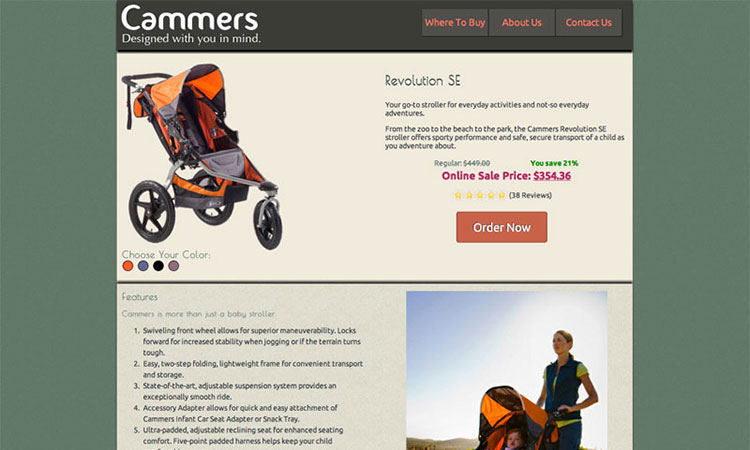 Cammers
Designed with you in mind.
Where To Buy
About Us
Contact Us
Revolution SE
Your go-to stroller for everyday activities and not-so everyday
adventures.
From the zoo to the beach to the park, the Cammers Revolution SE
stroller offers sporty performance and safe, secure transport of a child as
you adventure about.
Regular: $449.00 You save 21%
Online Sale Price: $354.36
(38 Reviews)
Order Now
Choose Your Color:
Features
Cammers is more than just a baby stroller
1. Swiveling front wheel allows for superior maneuverability. Locks
forward for increased stability when jogging or if the terrain turns
tough.
2. Easy, two-step folding, lightweight frame for convenient transport
and storage.
3. State-of-the-art, adjustable suspension system provides an
exceptionally smooth ride.
4. Accessory Adapter allows for quick and easy attachment of
Cammers Infant Car Seat Adapter or Snack Tray.
5. Ultra-padded, adjustable reclining seat for enhanced seating
comfort. Five-point padded harness helps keep your child